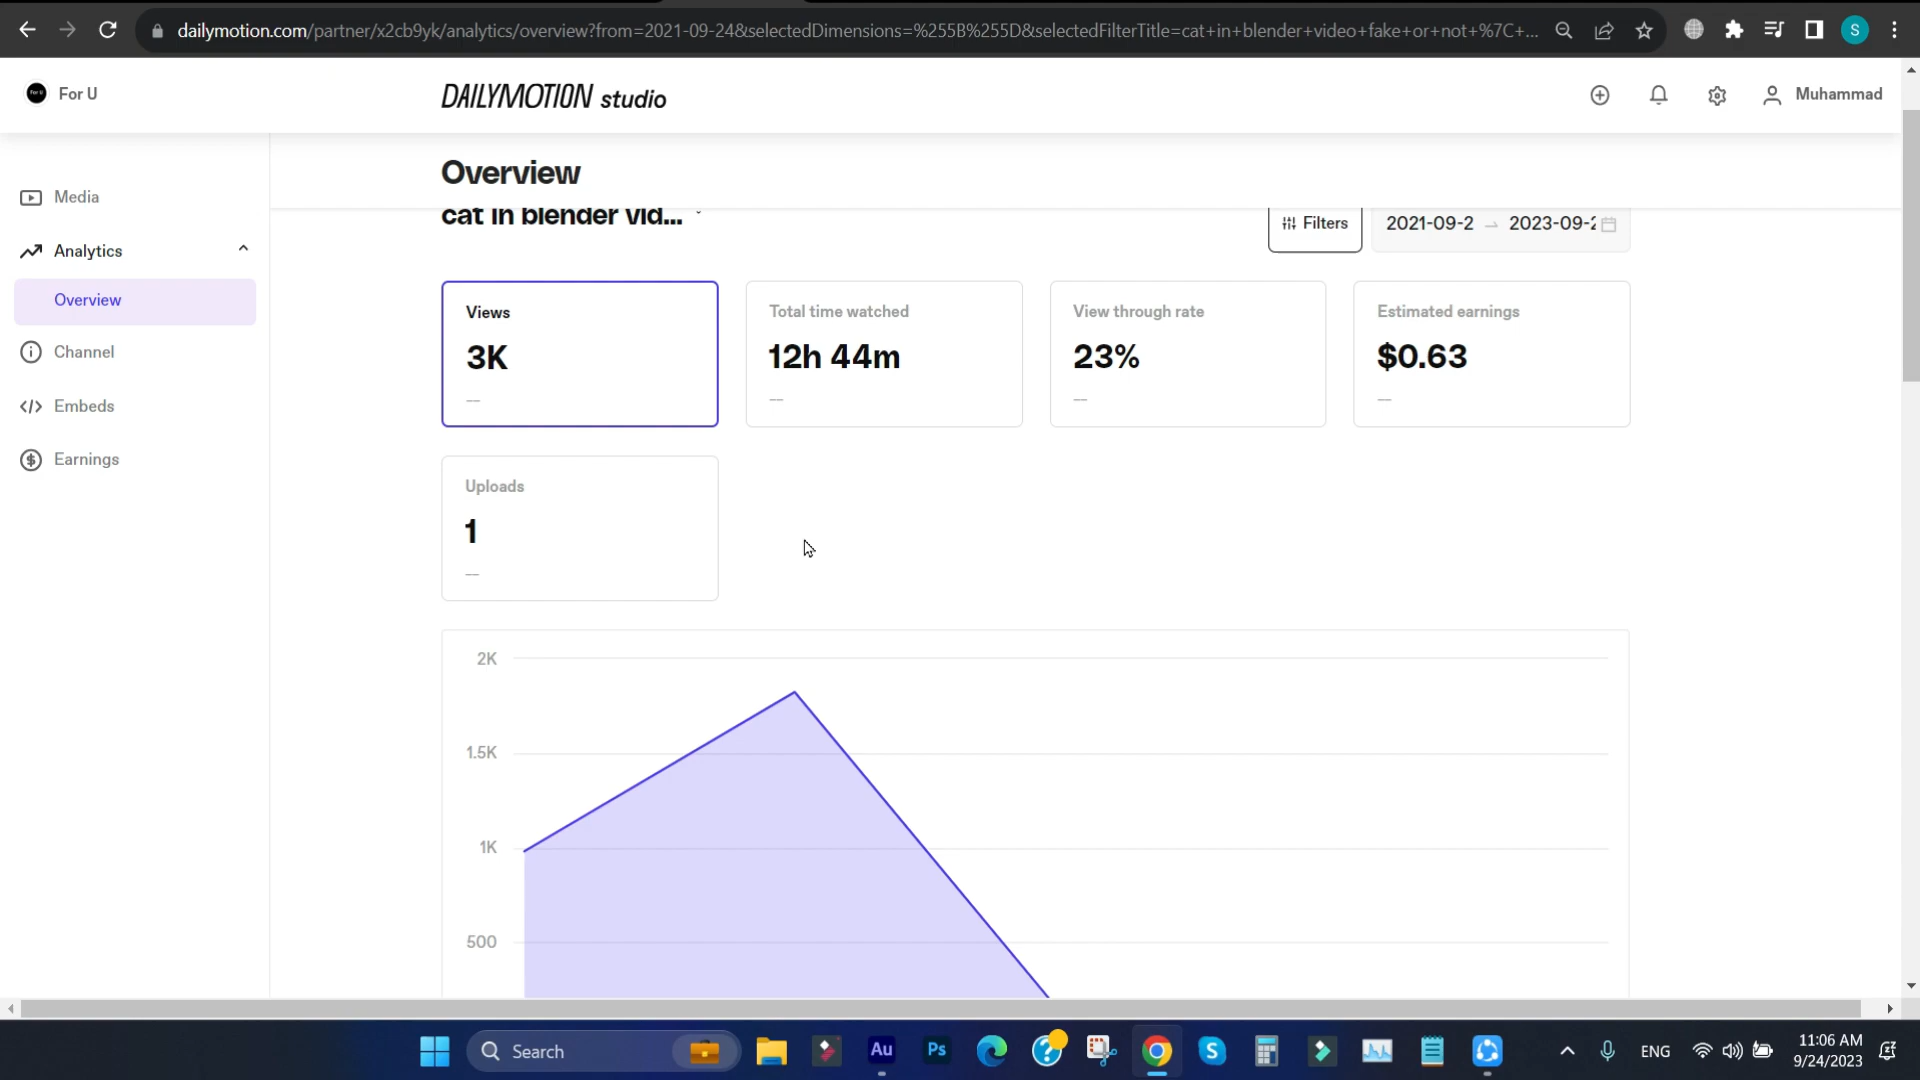 dailymotion.com/partner/x2cb9yk/analytics/overview?from=2021-09-24&selectedDimensions=%255B%255D&selectedFilterTitle=cat+in+blender+video+fake+or+not+%7C+...
S
For U
For U
DAILYMOTION studio
Muhammad
Overview
cat in blender vid...
Filters
2021-09-2 → 2023-09-2
Media
Analytics
Overview
Channel
Embeds
Earnings
Views
3K
—
Total time watched
12h 44m
—
View through rate
23%
—
Estimated earnings
$0.63
—
Uploads
1
—
2K
1.5K
1K
500
Search
Au
Ps
ENG
11:06 AM
9/24/2023